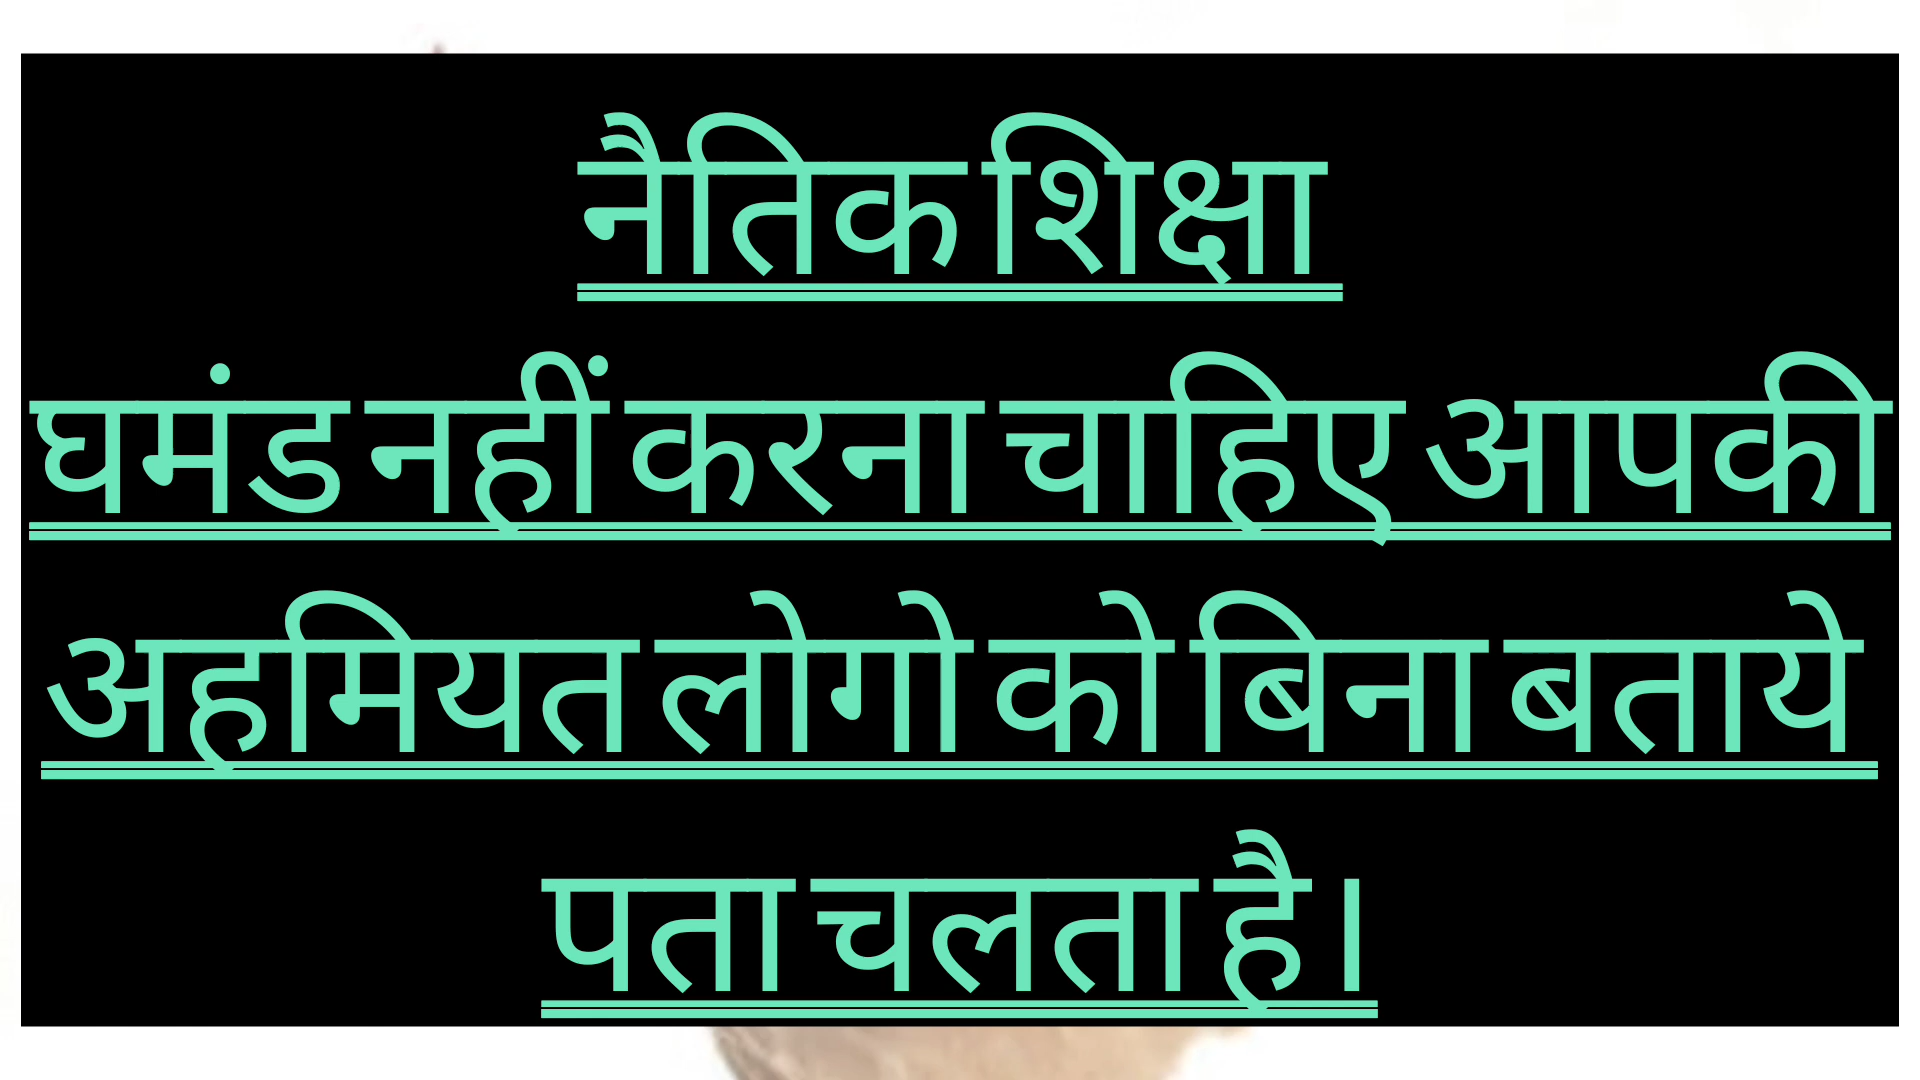 नैतिक शिक्षा
घमंड नहीं करना चाहिए आपकी
अहमियत लोगो को बिना बताये
पता चलता है।